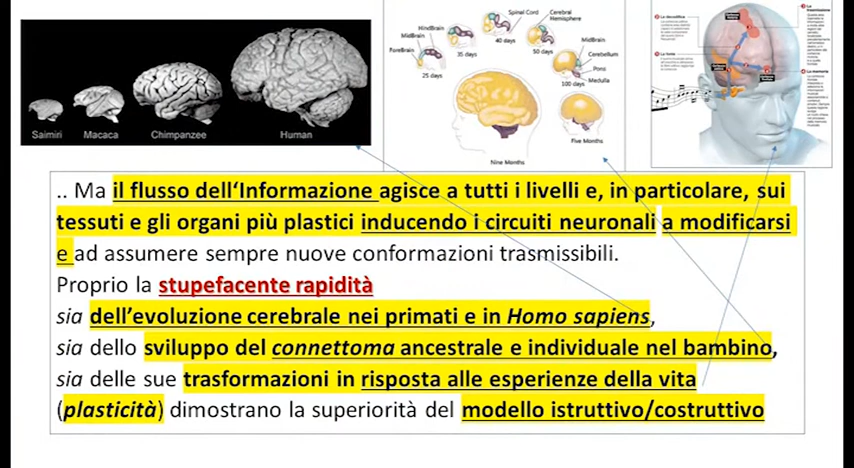 Saimiri
Macaca
Chimpanzee
Human
Spinal Cord
Cerebral
Hemisphere
HindBrain
MidBrain
ForeBrain
25 days
35 days
40 days
50 days
MidBrain
Cerebellum
Pons
Medulla
100 days
Five Months
Nine Months
La decodifica
La memoria
.. Ma il flusso dell‘Informazione agisce a tutti i livelli e, in particolare, sui
tessuti e gli organi più plastici inducendo i circuiti neuronali a modificarsi
e ad assumere sempre nuove conformazioni trasmissibili.
Proprio la stupefacente rapidità
sia dell’evoluzione cerebrale nei primati e in Homo sapiens,
sia dello sviluppo del connettoma ancestrale e individuale nel bambino,
sia delle sue trasformazioni in risposta alle esperienze della vita
(plasticità) dimostrano la superiorità del modello istruttivo/costruttivo